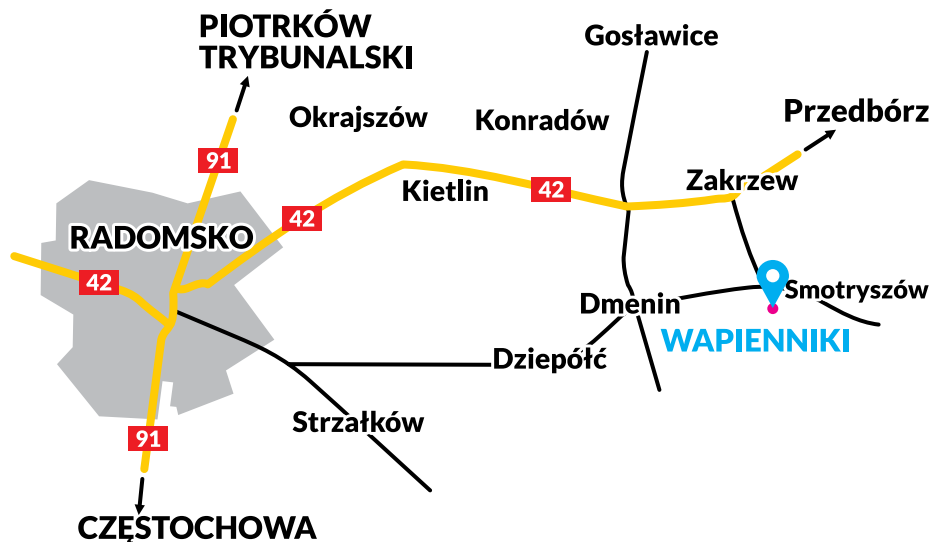 PIOTRKÓW
TRYBUNALSKI
Gosławice
Okrajszów
Konradów
Przedbórz
91
Zakrzew
Kietlin
42
42
RADOMSKO
42
Smotryszów
Dmenin
WAPIENNIKI
Dziepółć
Strzałków
91
CZĘSTOCHOWA